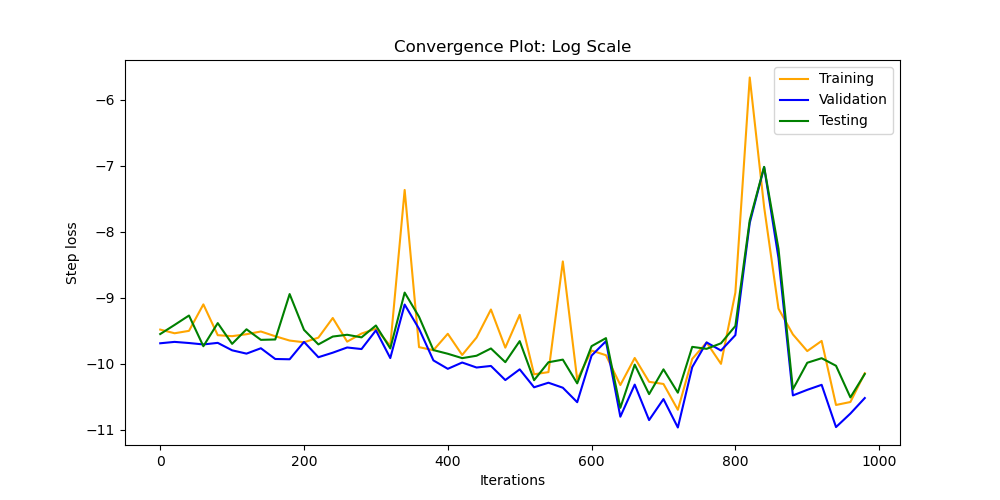 Convergence Plot: Log Scale
Training
Validation
Testing
−6
−7
−8
−9
−10
−11
Step loss
0 200 400 600 800 1000
Iterations